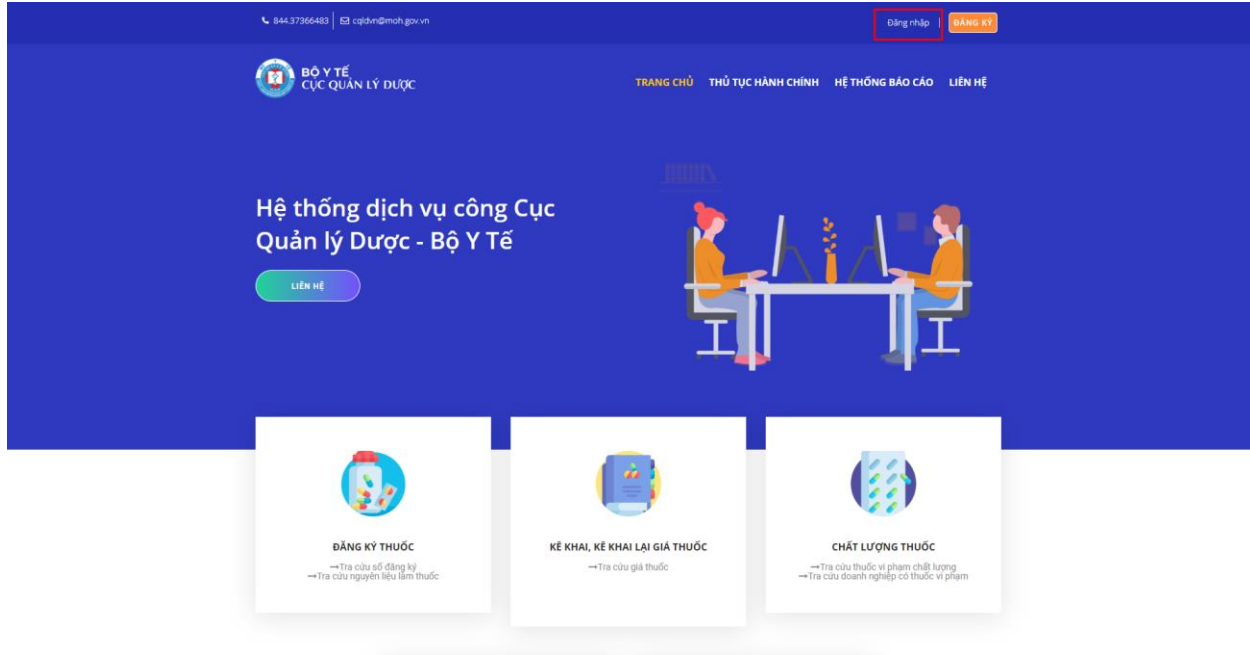 844.37366483 cqldvn@moh.gov.vn
Đăng nhập | ĐĂNG KÝ
BỘ Y TẾ
CỤC QUẢN LÝ DƯỢC
TRANG CHỦ THỦ TỤC HÀNH CHÍNH HỆ THỐNG BÁO CÁO LIÊN HỆ
Hệ thống dịch vụ công Cục
Quản lý Dược - Bộ Y Tế
LIÊN HỆ
ĐĂNG KÝ THUỐC
→Tra cứu số đăng ký
→Tra cứu nguyên liệu làm thuốc
KÊ KHAI, KÊ KHAI LẠI GIÁ THUỐC
→Tra cứu giá thuốc
CHẤT LƯỢNG THUỐC
→Tra cứu thuốc vi phạm chất lượng
→Tra cứu doanh nghiệp có thuốc vi phạm